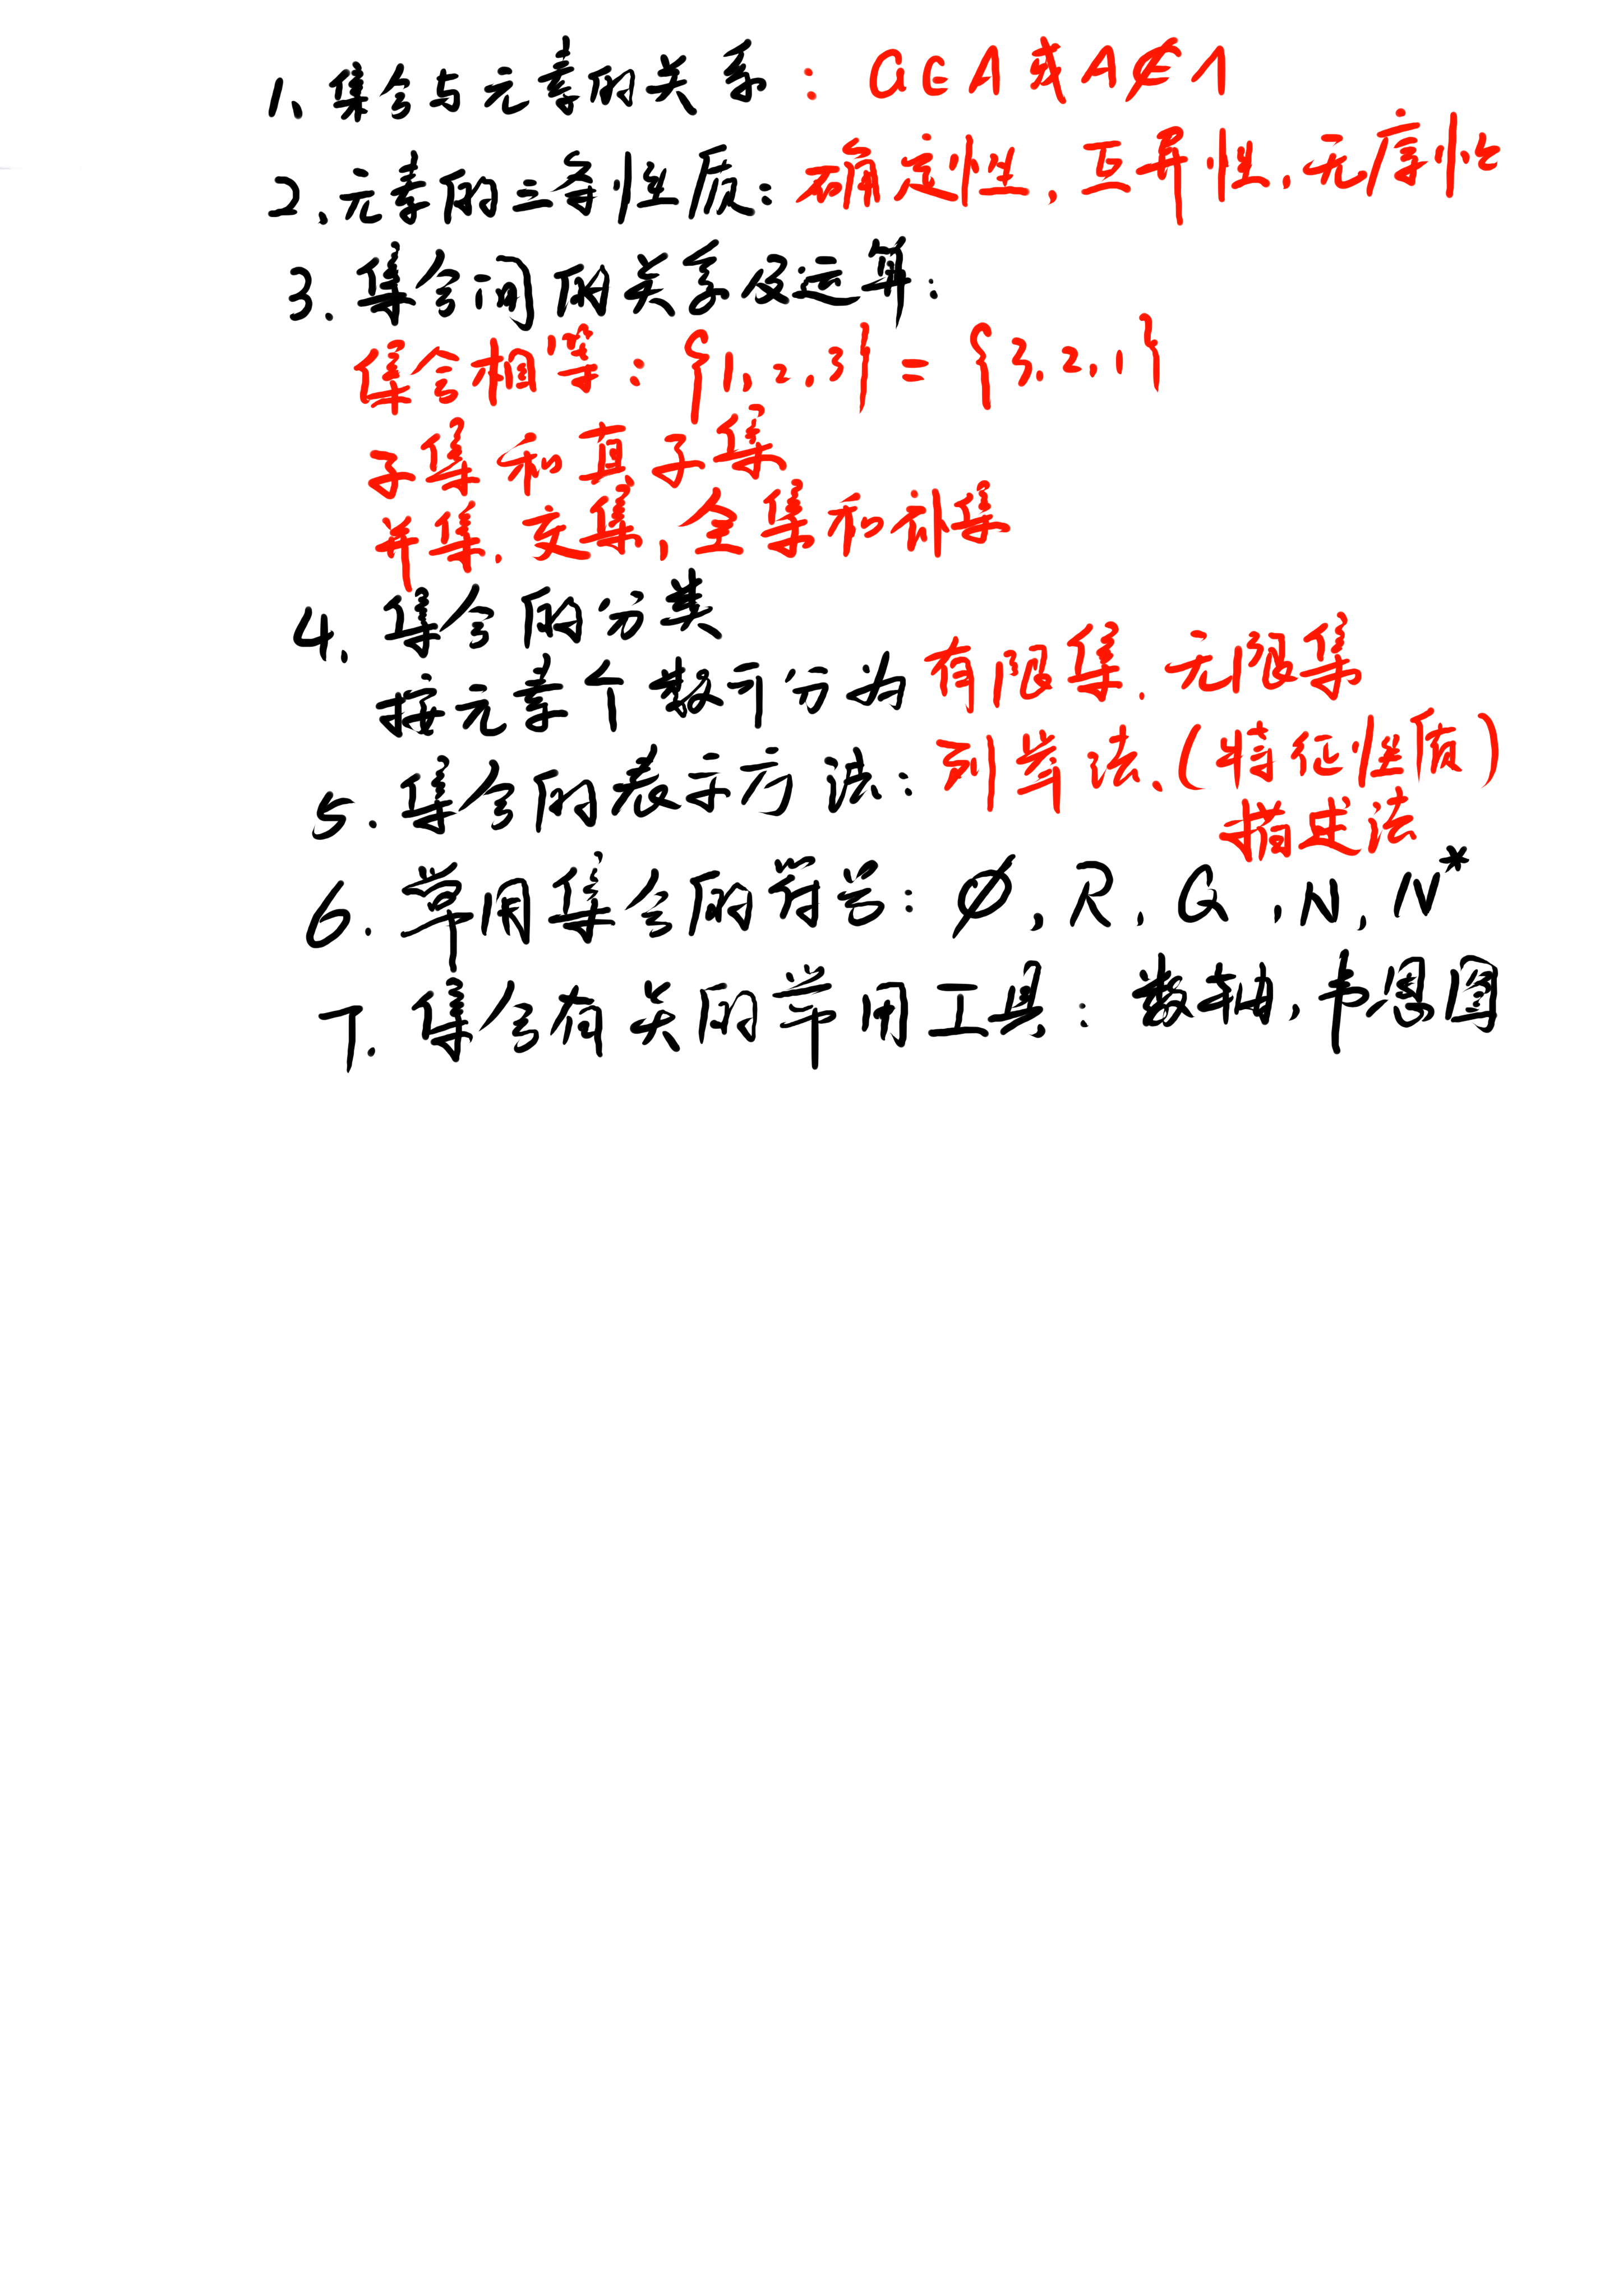 1、集合与元素的关系：a∈A或A∉A
2、元素的三条性质：确定性，互异性，无序性
3. 集合间的关系及运算：
集合相等：{1，2，3}={3，2，1}
子集和真子集
并集，交集，全集和补集
4. 集合的分类
按元素个数可分为有限集、无限集
5. 集合的表示方法：列举法、(特征性质)
描述法
6. 常用集合的符号：∅，R，Q，N，N*
7. 集合有关的常用工具：数轴，韦恩图